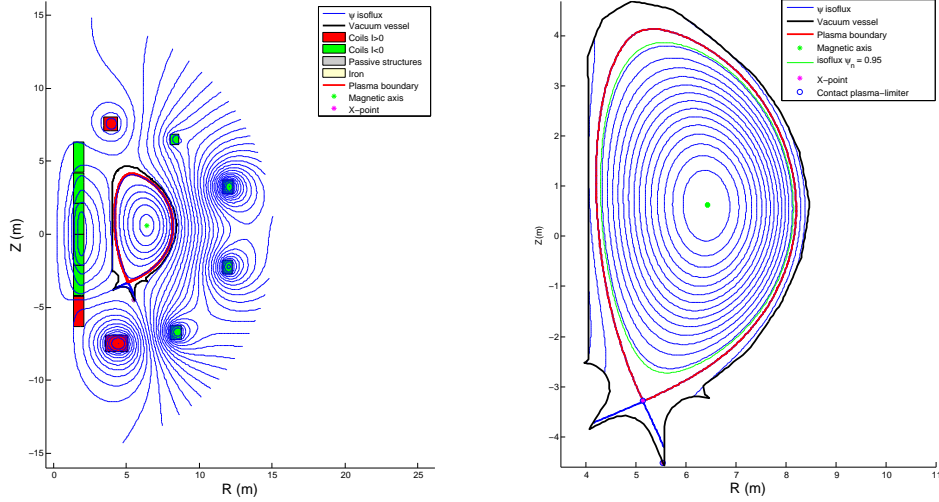 ψ isoflux
Vacuum vessel
Coils I>0
Coils I<0
Passive structures
Iron
Plasma boundary
Magnetic axis
X−point
15
10
5
0
−5
−10
−15
Z (m)
0 5 10 15 20 25
R (m)
ψ isoflux
Vacuum vessel
Plasma boundary
Magnetic axis
isoflux ψn = 0.95
X−point
Contact plasma−limiter
4
3
2
1
0
−1
−2
−3
−4
Z(m)
4 5 6 7 8 9 10 11
R (m)